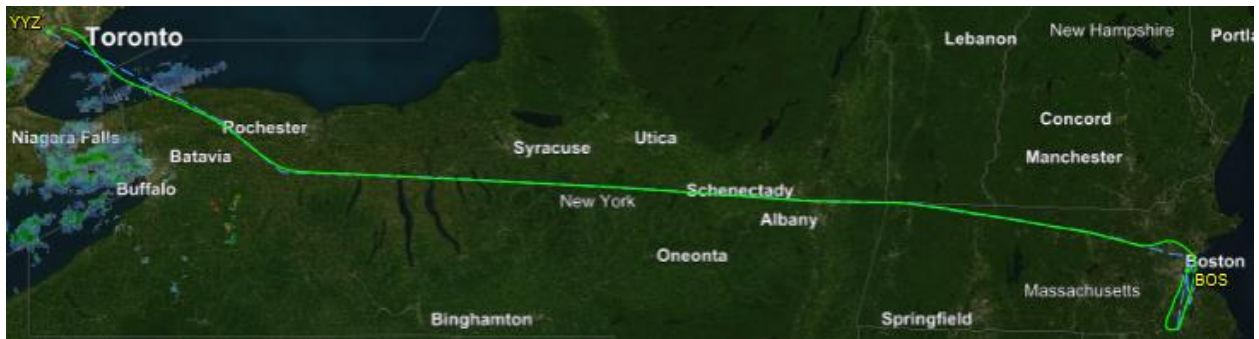 YYZ
Toronto
Lebanon
New Hampshire
Portla
Niagara Falls
Rochester
Concord
Batavia
Syracuse
Utica
Manchester
Buffalo
New York
Schenectady
Albany
Oneonta
Boston
BOS
Massachusetts
Binghamton
Springfield